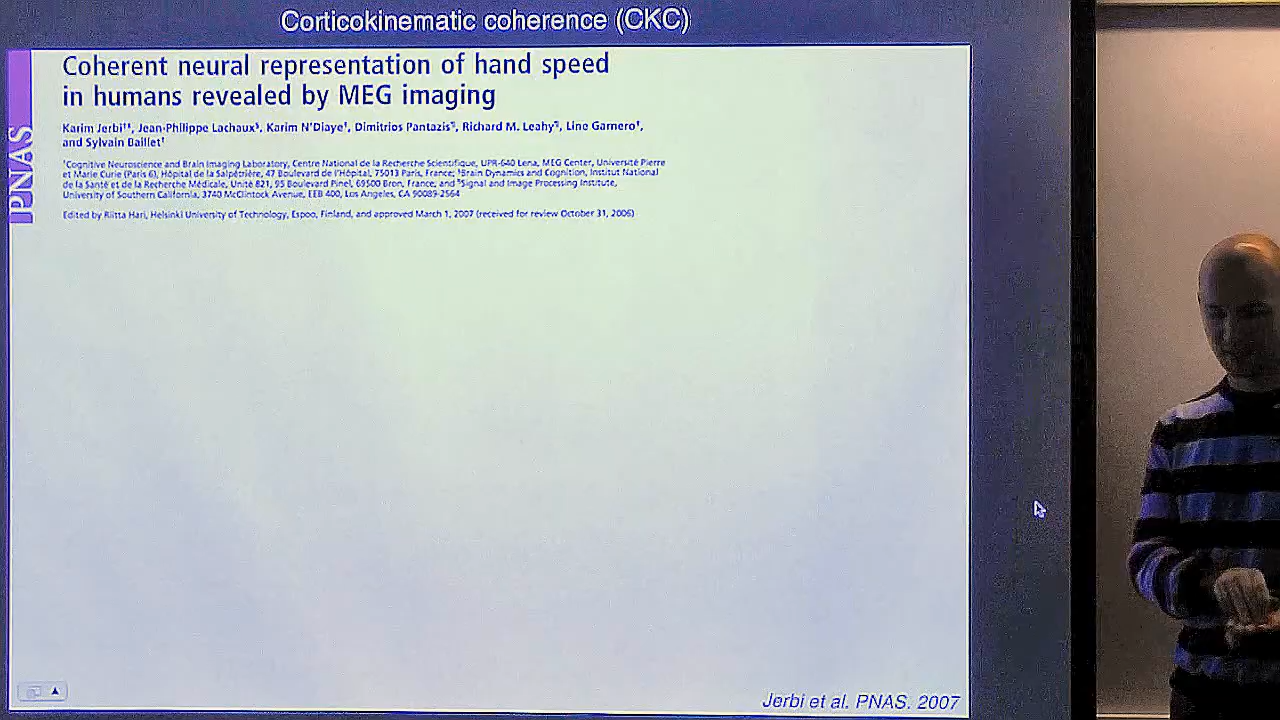 Corticokinematic coherence (CKC)
Coherent neural representation of hand speed
in humans revealed by MEG imaging
Karim Jerbi†‡, Jean-Philippe Lachaux§, Karim N'Diaye†, Dimitrios Pantazis¶, Richard M. Leahy¶, Line Garnero†,
and Sylvain Baillet†
†Cognitive Neuroscience and Brain Imaging Laboratory, Centre National de la Recherche Scientifique, UPR-640 Lena, MEG Center, Université Pierre
et Marie Curie (Paris 6), Hôpital de la Salpétrière, 47 Boulevard de l'Hôpital, 75013 Paris, France; §Brain Dynamics and Cognition, Institut National
de la Santé et de la Recherche Médicale, Unité 821, 95 Boulevard Pinel, 69500 Bron, France; and ¶Signal and Image Processing Institute,
University of Southern California, 3740 McClintock Avenue, EEB 400, Los Angeles, CA 90089-2564
Edited by Riitta Hari, Helsinki University of Technology, Espoo, Finland, and approved March 1, 2007 (received for review October 31, 2006)
PNAS
Jerbi et al. PNAS. 2007